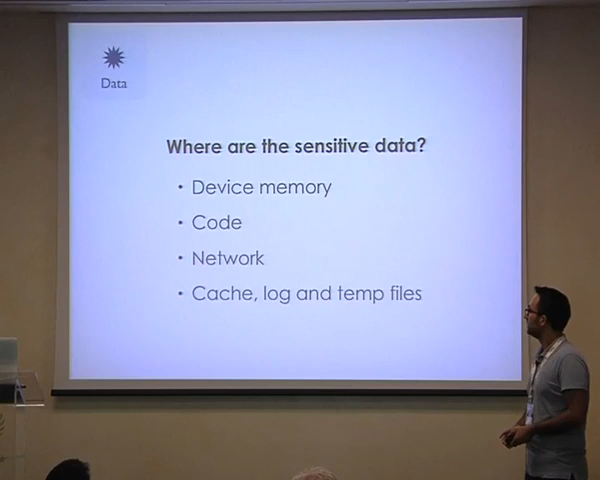 Data
Where are the sensitive data?
• Device memory
• Code
• Network
• Cache, log and temp files